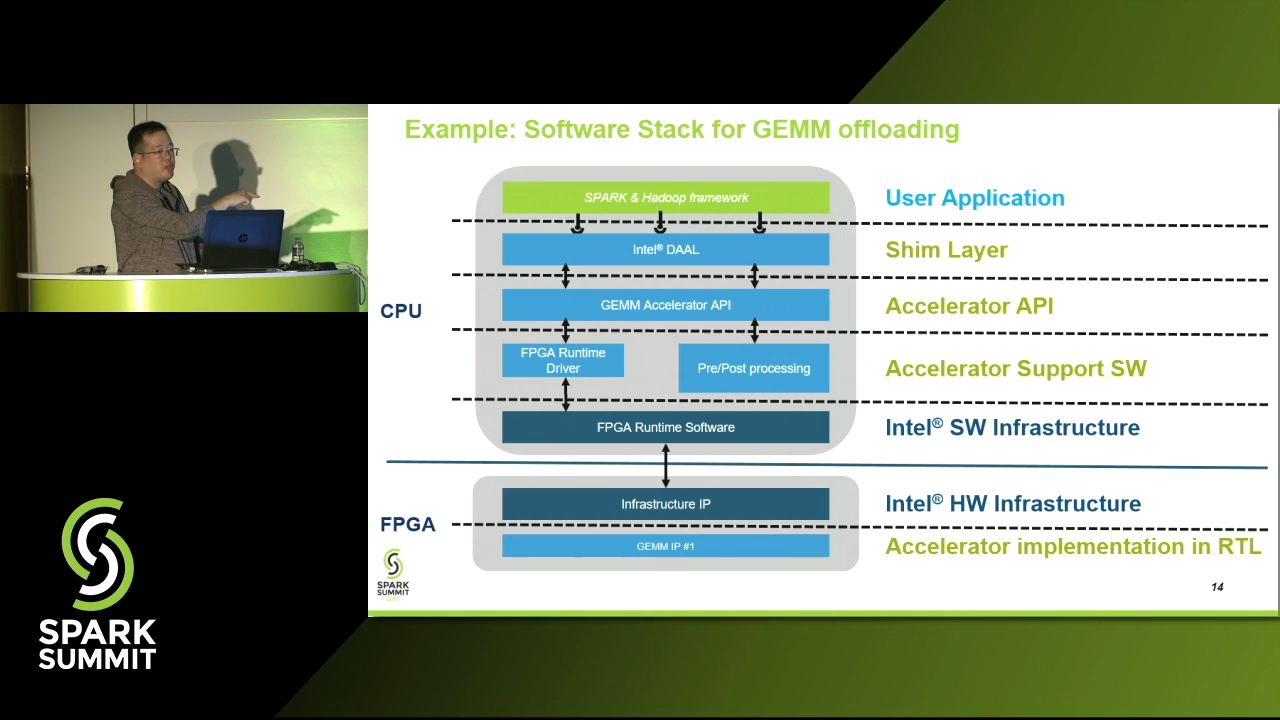 Example: Software Stack for GEMM offloading
SPARK & Hadoop framework
User Application
Intel® DAAL
Shim Layer
CPU
GEMM Accelerator API
Accelerator API
FPGA Runtime
Driver
Pre/Post processing
Accelerator Support SW
FPGA Runtime Software
Intel® SW Infrastructure
FPGA
Infrastructure IP
Intel® HW Infrastructure
GEMM IP #1
Accelerator implementation in RTL
SPARK
SUMMIT
2017
14
hp
SPARK
SUMMIT